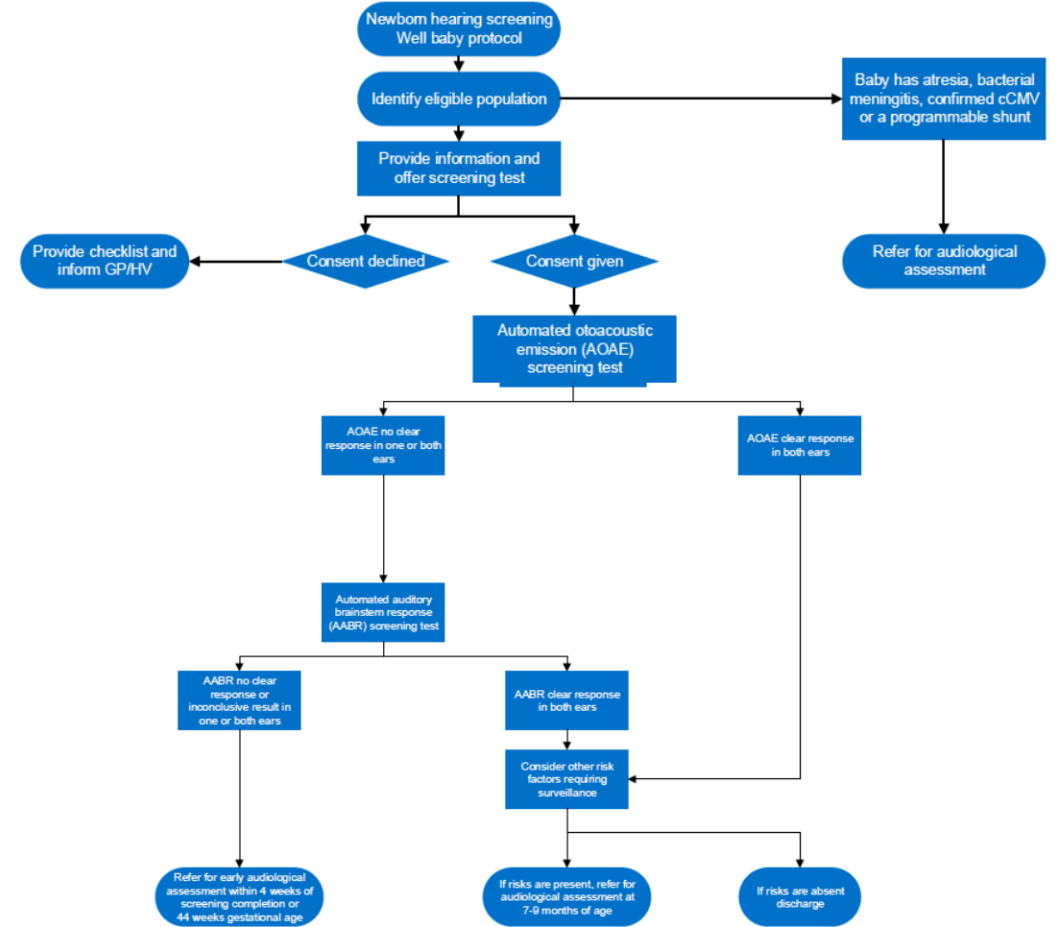 Newborn hearing screening
Well baby protocol
Identify eligible population
Baby has atresia, bacterial
meningitis, confirmed cCMV
or a programmable shunt
Provide information and
offer screening test
Provide checklist and
inform GP/HV
Consent declined
Consent given
Refer for audiological
assessment
Automated otoacoustic
emission (AOAE)
screening test
AOAE no clear
response in one or both
ears
AOAE clear response
in both ears
Automated auditory
brainstem response
(AABR) screening test
AABR no clear
response or
inconclusive result in
one or both ears
AABR clear response
in both ears
Consider other risk
factors requiring
surveillance
Refer for early audiological
assessment within 4 weeks of
screening completion or
44 weeks gestational age
If risks are present, refer for
audiological assessment at
7-9 months of age
If risks are absent
discharge